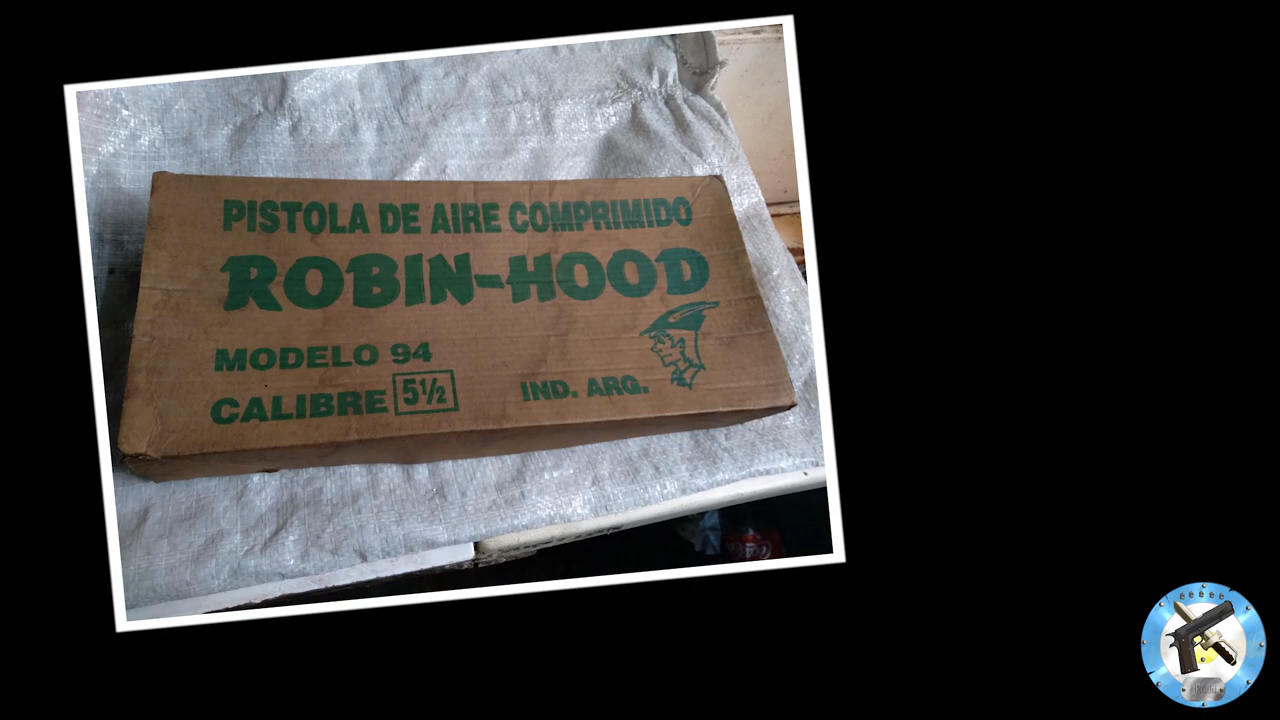 PISTOLA DE AIRE COMPRIMIDO
ROBIN-HOOD
MODELO 94
CALIBRE 5½
IND. ARG.